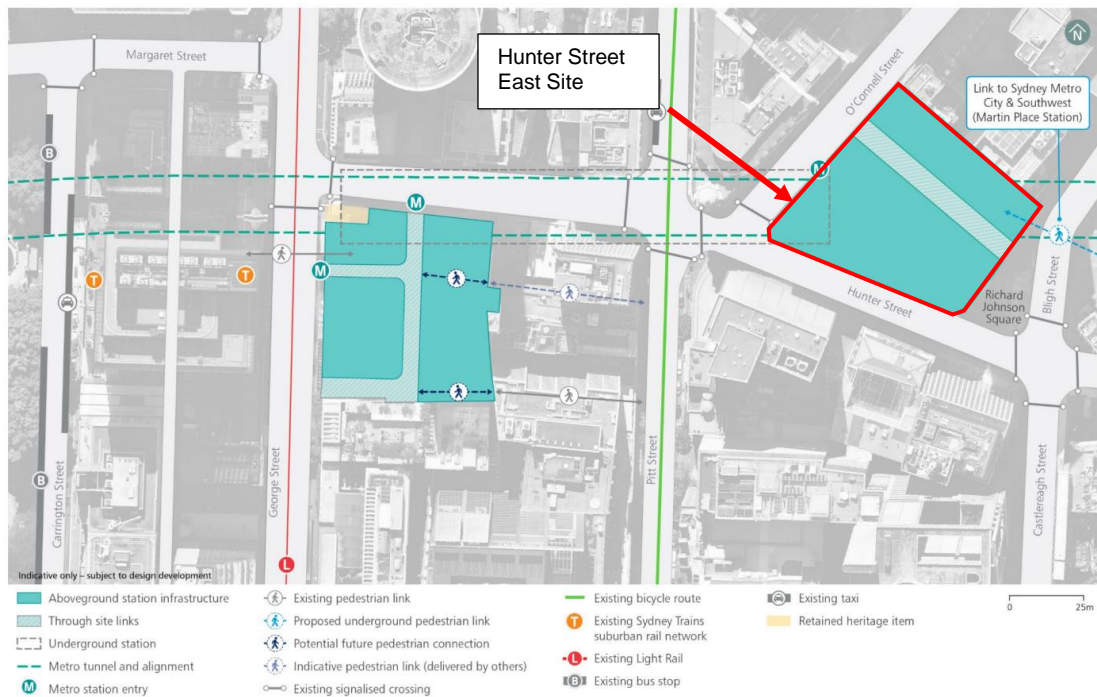 Margaret Street
Hunter Street
East Site
O'Connell Street
N
Link to Sydney Metro
City & Southwest
(Martin Place Station)
B
M
M
M
T
T
Hunter Street
Richard
Johnson
Square
Bligh Street
Carrington Street
George Street
Pitt Street
Castlereagh Street
B
L
Indicative only – subject to design development
Aboveground station infrastructure
Through site links
Underground station
Metro tunnel and alignment
M Metro station entry
Existing pedestrian link
Proposed underground pedestrian link
Potential future pedestrian connection
Indicative pedestrian link (delivered by others)
Existing signalised crossing
Existing bicycle route
T Existing Sydney Trains
suburban rail network
L Existing Light Rail
B Existing bus stop
Existing taxi
Retained heritage item
0 25m